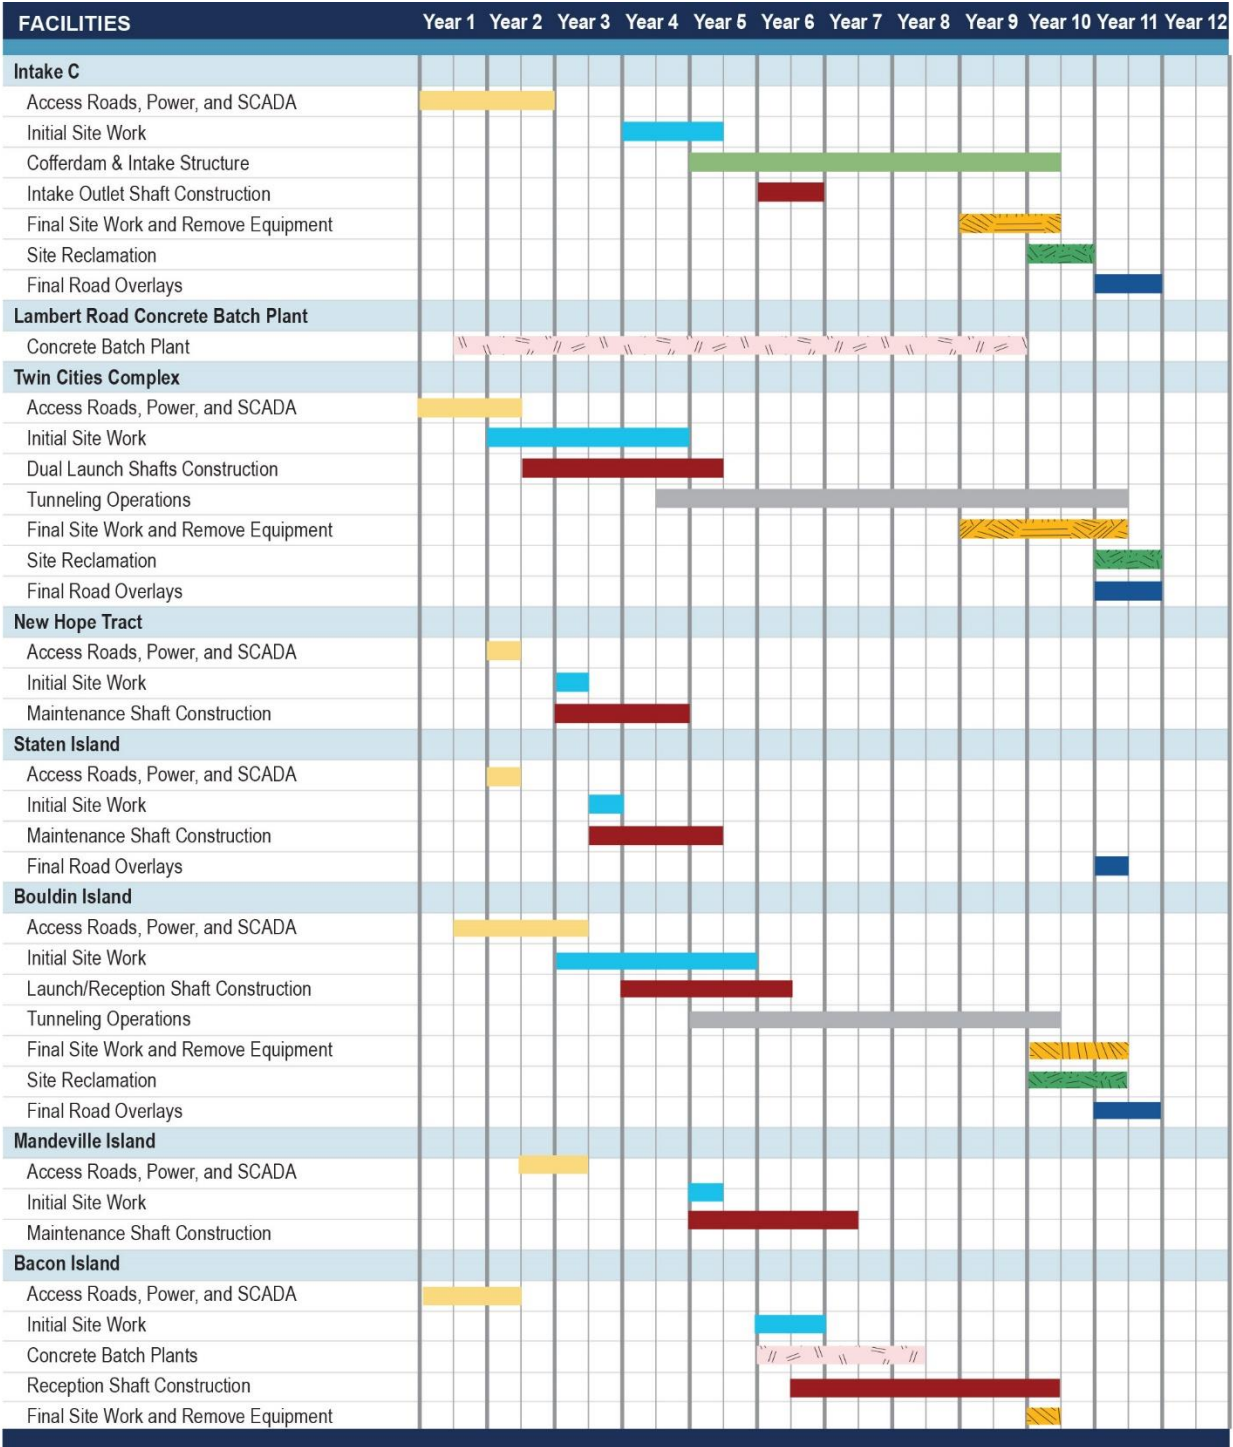 FACILITIES Year 1 Year 2 Year 3 Year 4 Year 5 Year 6 Year 7 Year 8 Year 9 Year 10 Year 11 Year 12
Intake C
Access Roads, Power, and SCADA
Initial Site Work
Cofferdam & Intake Structure
Intake Outlet Shaft Construction
Final Site Work and Remove Equipment
Site Reclamation
Final Road Overlays
Lambert Road Concrete Batch Plant
Concrete Batch Plant
Twin Cities Complex
Access Roads, Power, and SCADA
Initial Site Work
Dual Launch Shafts Construction
Tunneling Operations
Final Site Work and Remove Equipment
Site Reclamation
Final Road Overlays
New Hope Tract
Access Roads, Power, and SCADA
Initial Site Work
Maintenance Shaft Construction
Staten Island
Access Roads, Power, and SCADA
Initial Site Work
Maintenance Shaft Construction
Final Road Overlays
Bouldin Island
Access Roads, Power, and SCADA
Initial Site Work
Launch/Reception Shaft Construction
Tunneling Operations
Final Site Work and Remove Equipment
Site Reclamation
Final Road Overlays
Mandeville Island
Access Roads, Power, and SCADA
Initial Site Work
Maintenance Shaft Construction
Bacon Island
Access Roads, Power, and SCADA
Initial Site Work
Concrete Batch Plants
Reception Shaft Construction
Final Site Work and Remove Equipment